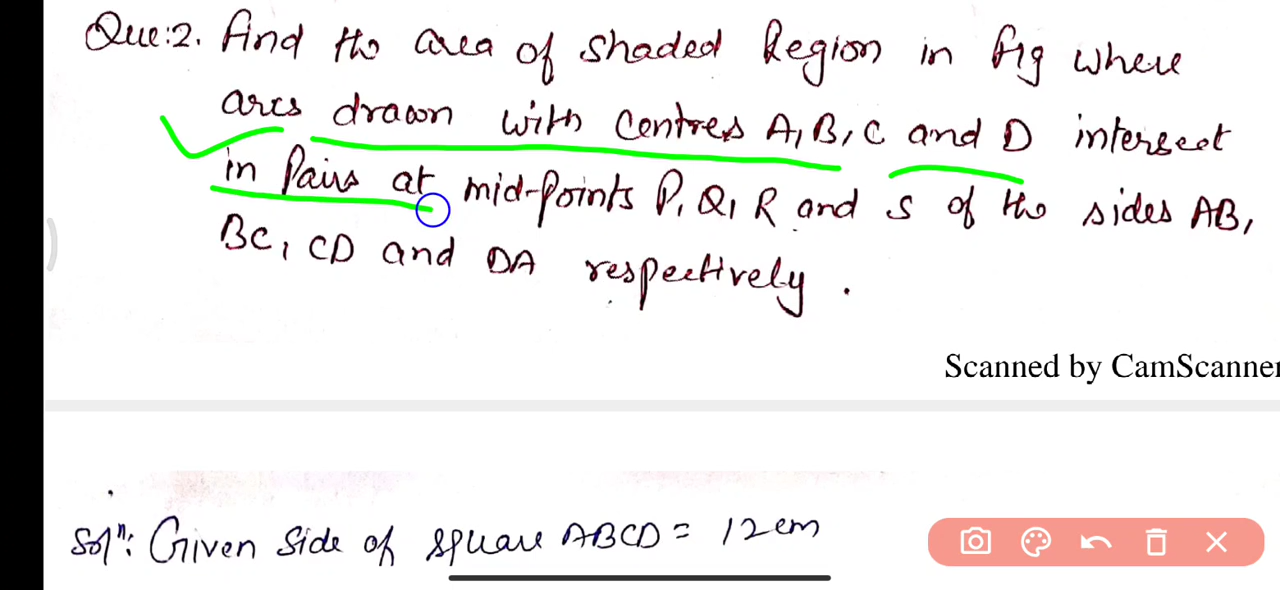 Que:2. Find the area of shaded Region in fig where
arcs drawn with Centres A, B, C and D intersect
in Pairs at mid-Points P, Q, R and S of the sides AB,
BC, CD and DA respectively.
Scanned by CamScanner
Solⁿ: Given Side of square ABCD = 12cm